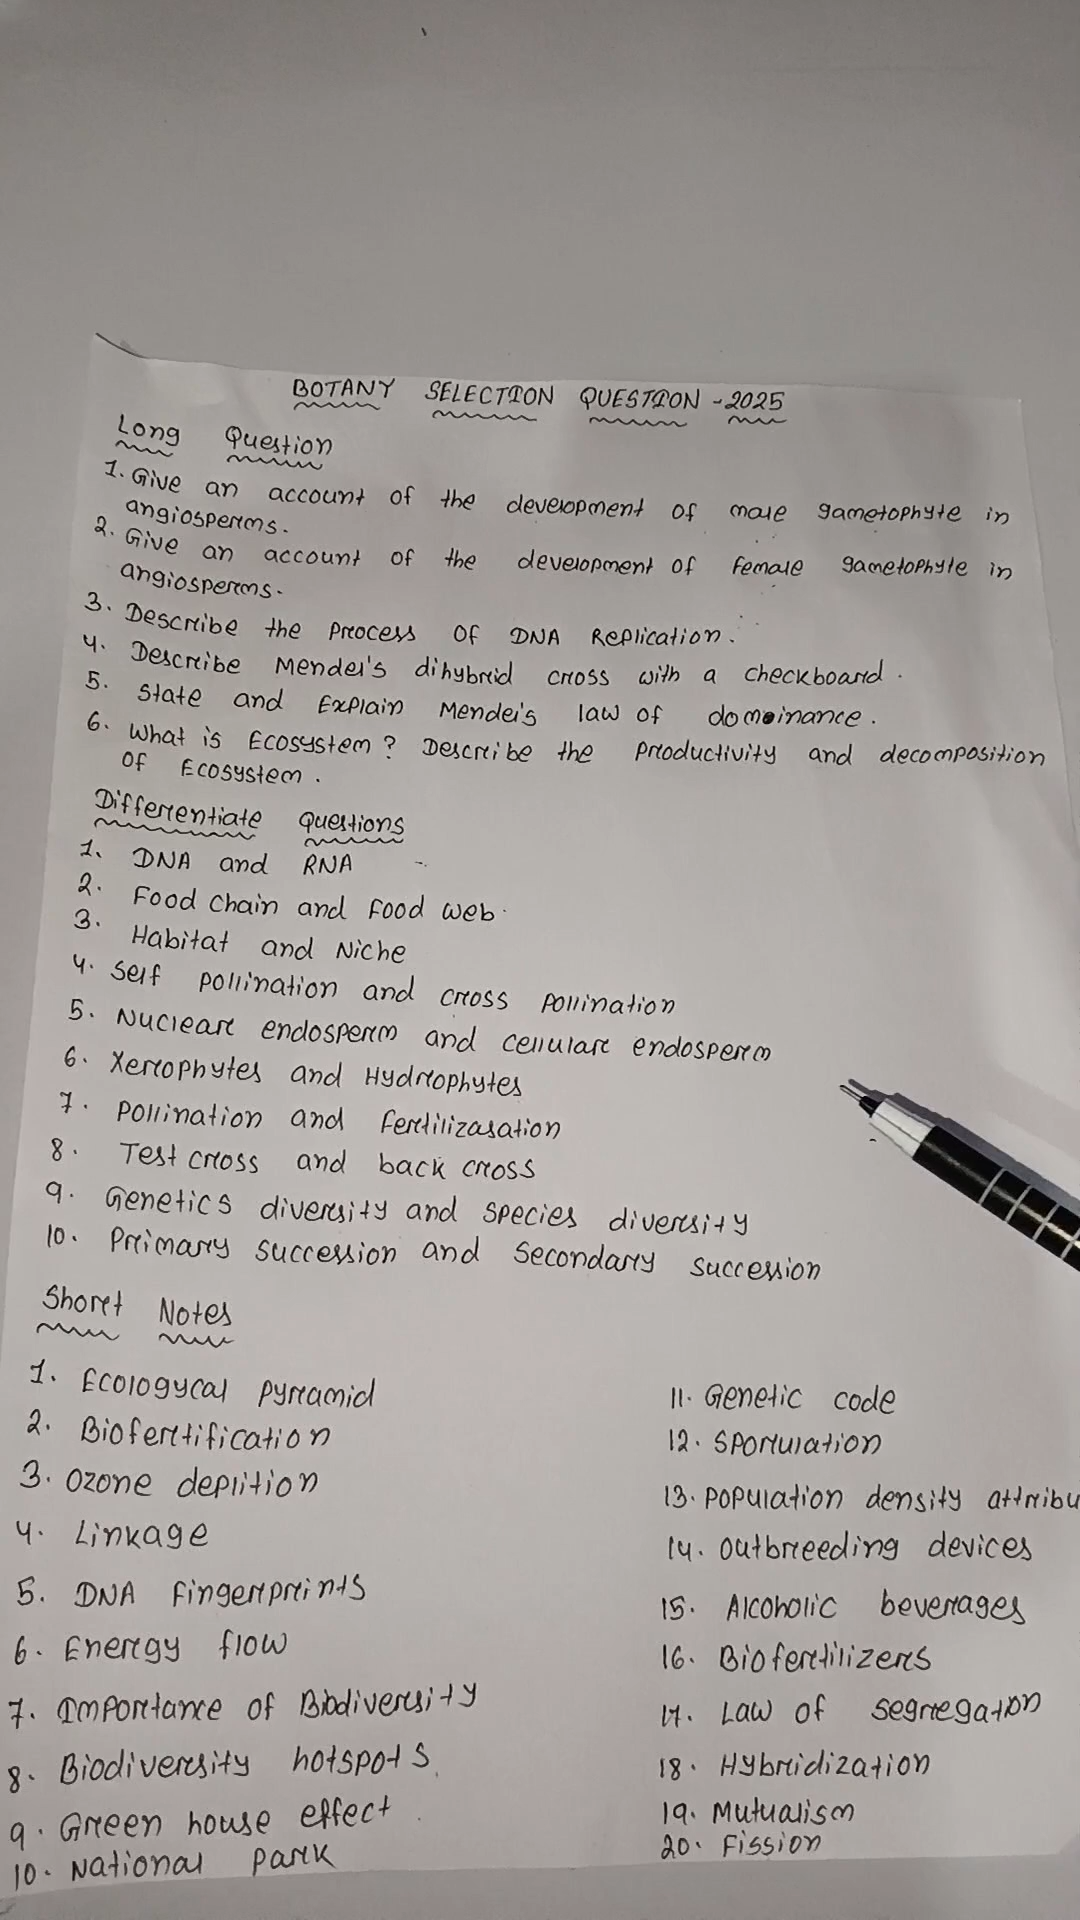 BOTANY SELECTION QUESTION - 2025
Long Question
1. Give an account of the development of male gametophyte in
angiosperms.
2. Give an account of the development of female gametophyte in
angiosperms.
3. Describe the process of DNA Replication.
4. Describe Mendel's dihybrid cross with a checkboard.
5. State and Explain Mendel's law of domoinance.
6. What is Ecosystem? Describe the productivity and decomposition
of Ecosystem.
Differentiate Questions
1. DNA and RNA
2. Food chain and food web.
3. Habitat and Niche
4. Self pollination and cross pollination
5. Nuclear endosperm and cellular endosperm
6. Xerophytes and Hydrophytes
7. Pollination and fertilizasation
8. Test cross and back cross
9. Genetics diversity and species diversity
10. Primary succession and Secondary succession
Short Notes
1. Ecologycal pyramid
2. Biofertification
3. Ozone deplition
4. Linkage
5. DNA fingerprints
6. Energy flow
7. Importance of Biodiversity
8. Biodiversity hotspots.
9. Green house effect
10. National park
11. Genetic code
12. Sporulation
13. Population density attribu
14. Outbreeding devices
15. Alcoholic beverages
16. Biofertilizers
17. Law of segregation
18. Hybridization
19. Mutualism
20. Fission